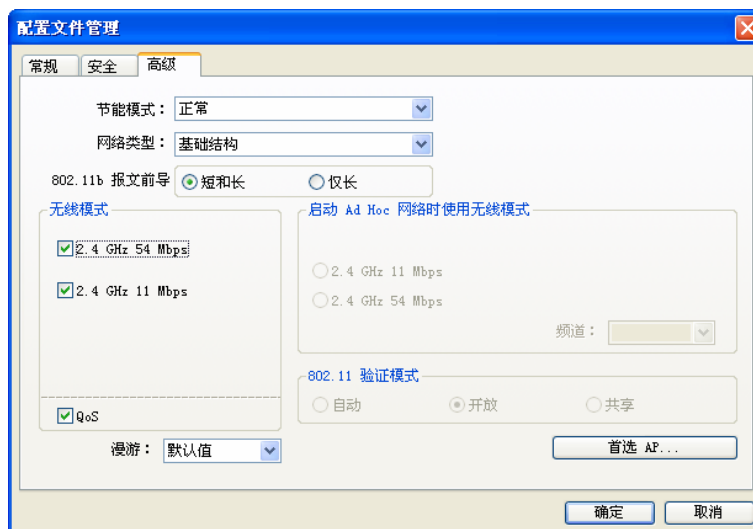 配置文件管理
常规 安全 高级
节能模式： 正常
网络类型： 基础结构
802.11b 报文前导 短和长 仅长
无线模式
2.4 GHz 54 Mbps
2.4 GHz 11 Mbps
QoS
漫游： 默认值
启动 Ad Hoc 网络时使用无线模式
2.4 GHz 11 Mbps
2.4 GHz 54 Mbps
频道：
802.11 验证模式
自动 开放 共享
首选 AP...
确定 取消